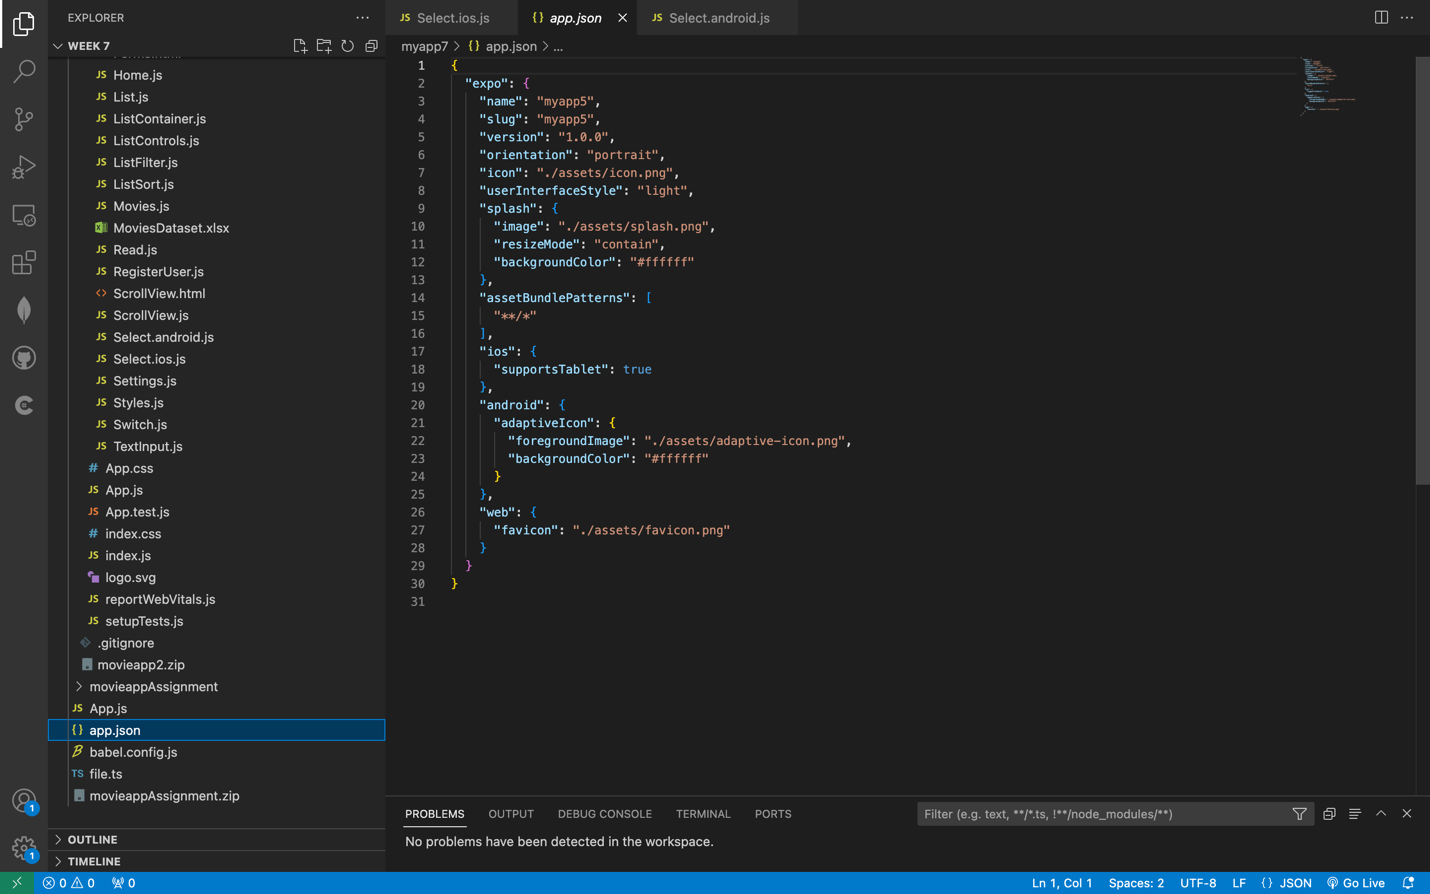 EXPLORER
WEEK 7
Home.js
List.js
ListContainer.js
ListControls.js
ListFilter.js
ListSort.js
Movies.js
MoviesDataset.xlsx
Read.js
RegisterUser.js
ScrollView.html
ScrollView.js
Select.android.js
Select.ios.js
Settings.js
Styles.js
Switch.js
TextInput.js
App.css
App.js
App.test.js
index.css
index.js
logo.svg
reportWebVitals.js
setupTests.js
.gitignore
movieapp2.zip
movieappAssignment
App.js
app.json
babel.config.js
file.ts
movieappAssignment.zip
OUTLINE
TIMELINE
JS Select.ios.js {} app.json JS Select.android.js
myapp7 > {} app.json > ...
1 {
2 "expo": {
3 "name": "myapp5",
4 "slug": "myapp5",
5 "version": "1.0.0",
6 "orientation": "portrait",
7 "icon": "./assets/icon.png",
8 "userInterfaceStyle": "light",
9 "splash": {
10 "image": "./assets/splash.png",
11 "resizeMode": "contain",
12 "backgroundColor": "#ffffff"
13 },
14 "assetBundlePatterns": [
15 "**/*"
16 ],
17 "ios": {
18 "supportsTablet": true
19 },
20 "android": {
21 "adaptiveIcon": {
22 "foregroundImage": "./assets/adaptive-icon.png",
23 "backgroundColor": "#ffffff"
24 }
25 },
26 "web": {
27 "favicon": "./assets/favicon.png"
28 }
29 }
30 }
31
PROBLEMS OUTPUT DEBUG CONSOLE TERMINAL PORTS Filter (e.g. text, **/*.ts, !**/node_modules/**)
No problems have been detected in the workspace.
0 0 0 Ln 1, Col 1 Spaces: 2 UTF-8 LF {} JSON Go Live